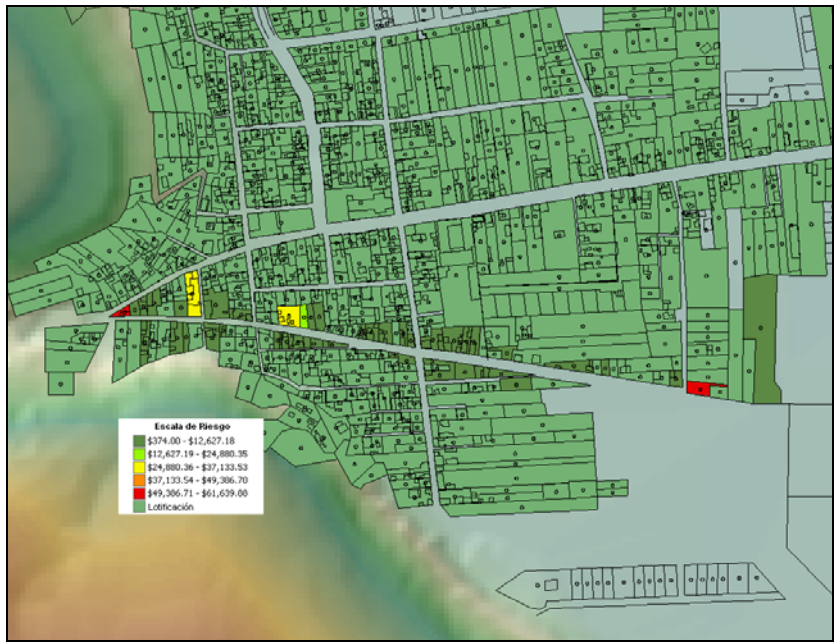 Escala de Riesgo
$374.00 - $12,627.18
$12,627.19 - $24,880.35
$24,880.36 - $37,133.53
$37,133.54 - $49,386.70
$49,386.71 - $61,639.88
Lotificación